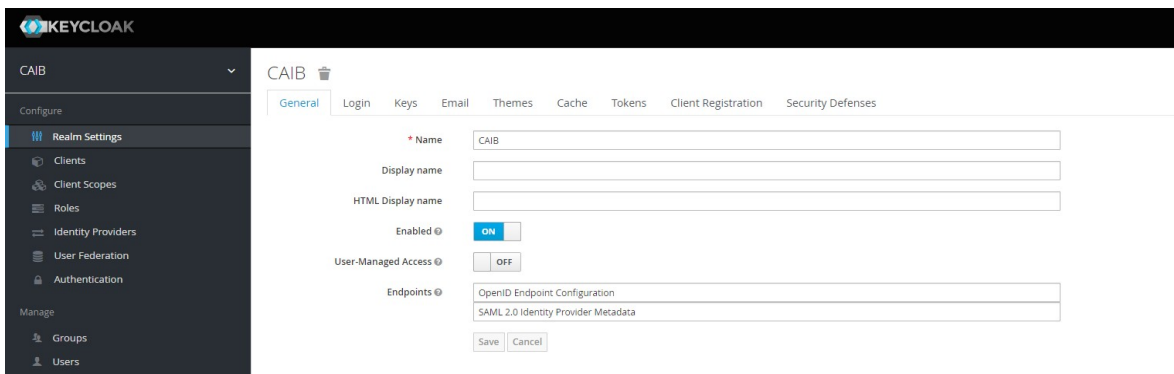 KEYCLOAK
CAIB
Configure
Realm Settings
Clients
Client Scopes
Roles
Identity Providers
User Federation
Authentication
Manage
Groups
Users
CAIB
General Login Keys Email Themes Cache Tokens Client Registration Security Defenses
* Name CAIB
Display name
HTML Display name
Enabled ON
User-Managed Access OFF
Endpoints OpenID Endpoint Configuration
SAML 2.0 Identity Provider Metadata
Save Cancel